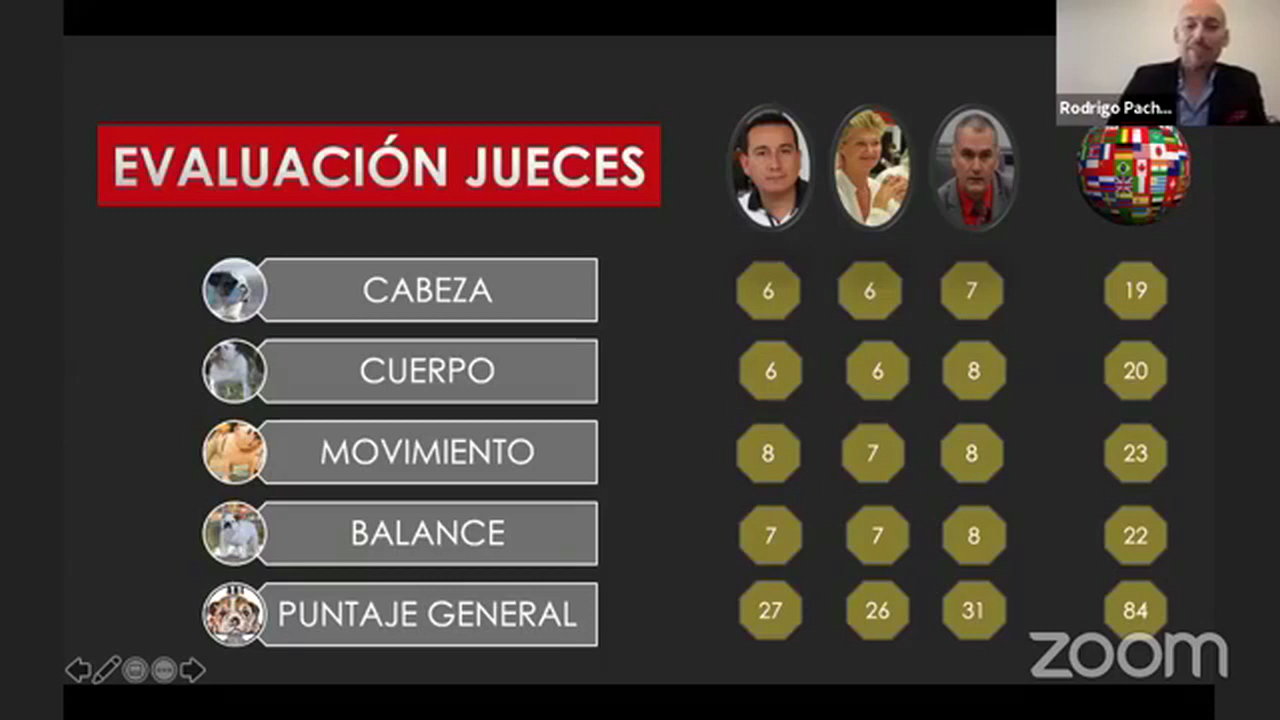 Rodrigo Pach...
EVALUACIÓN JUECES
CABEZA 6 6 7 19
CUERPO 6 6 8 20
MOVIMIENTO 8 7 8 23
BALANCE 7 7 8 22
PUNTAJE GENERAL 27 26 31 84
zoom